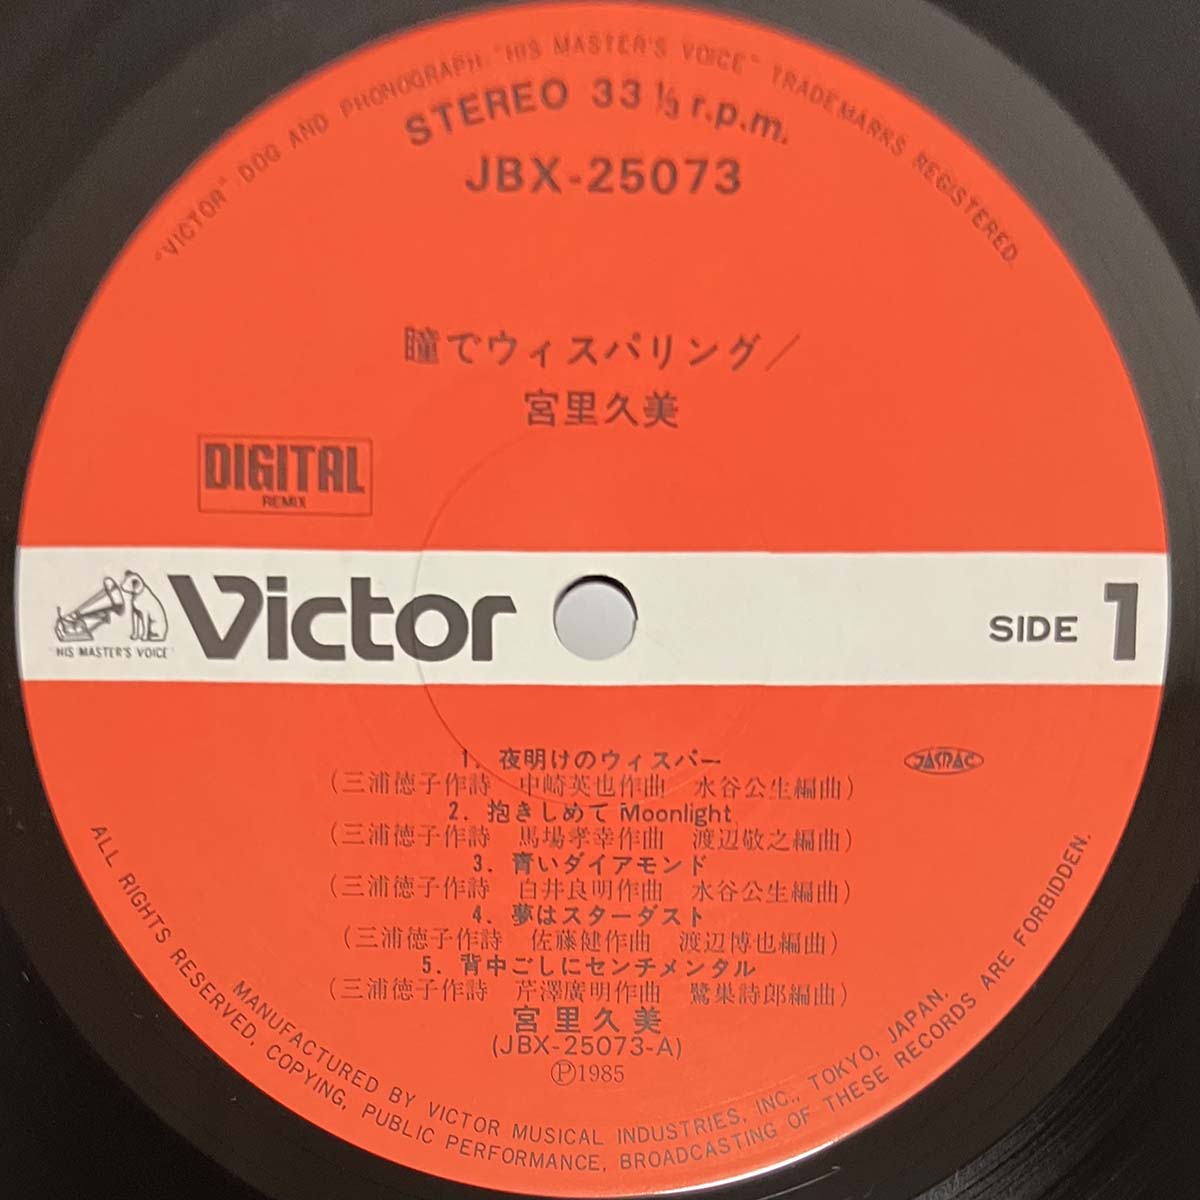 "VICTOR" DOG AND PHONOGRAPH. "HIS MASTER'S VOICE" TRADEMARKS REGISTERED.
STEREO 33 1/3 r.p.m.
JBX-25073
瞳でウィスパリング/
宮里久美
DIGITAL
REMIX
Victor
"HIS MASTER'S VOICE"
SIDE 1
1. 夜明けのウィスパー
(三浦徳子作詩 中崎英也作曲 水谷公生編曲)
JASRAC
2. 抱きしめて Moonlight
(三浦徳子作詩 馬場孝幸作曲 渡辺敬之編曲)
3. 青いダイアモンド
(三浦徳子作詩 白井良明作曲 水谷公生編曲)
4. 夢はスターダスト
(三浦徳子作詩 佐藤健作曲 渡辺博也編曲)
5. 背中ごしにセンチメンタル
(三浦徳子作詩 芹澤廣明作曲 鷺巣詩郎編曲)
宮里久美
(JBX-25073-A)
Ⓟ1985
MANUFACTURED BY VICTOR MUSICAL INDUSTRIES, INC., TOKYO, JAPAN.
ALL RIGHTS RESERVED, COPYING, PUBLIC PERFORMANCE, BROADCASTING OF THESE RECORDS ARE FORBIDDEN.